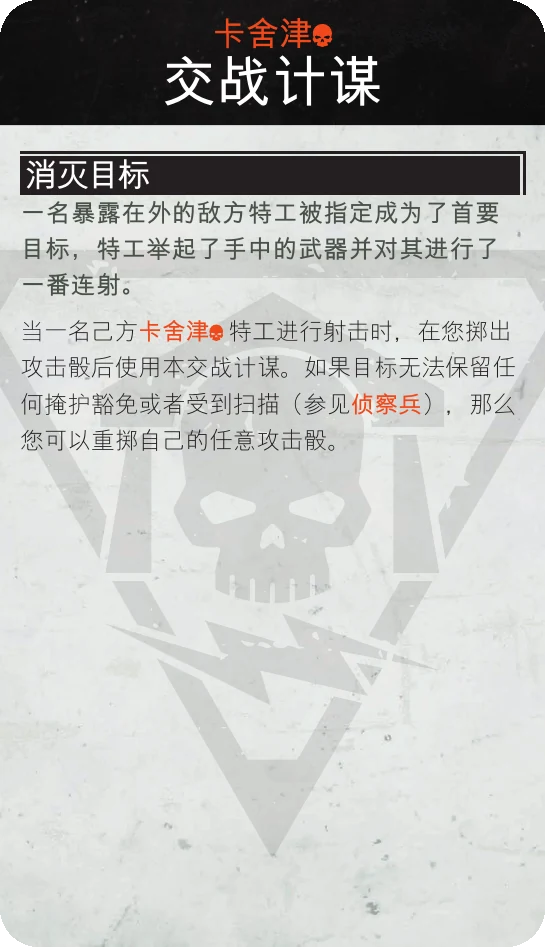 卡舍津
交战计谋
消灭目标
一名暴露在外的敌方特工被指定成为了首要
目标，特工举起了手中的武器并对其进行了
一番连射。
当一名己方卡舍津特工进行射击时，在您掷出
攻击骰后使用本交战计谋。如果目标无法保留任
何掩护豁免或者受到扫描（参见侦察兵），那么
您可以重掷自己的任意攻击骰。